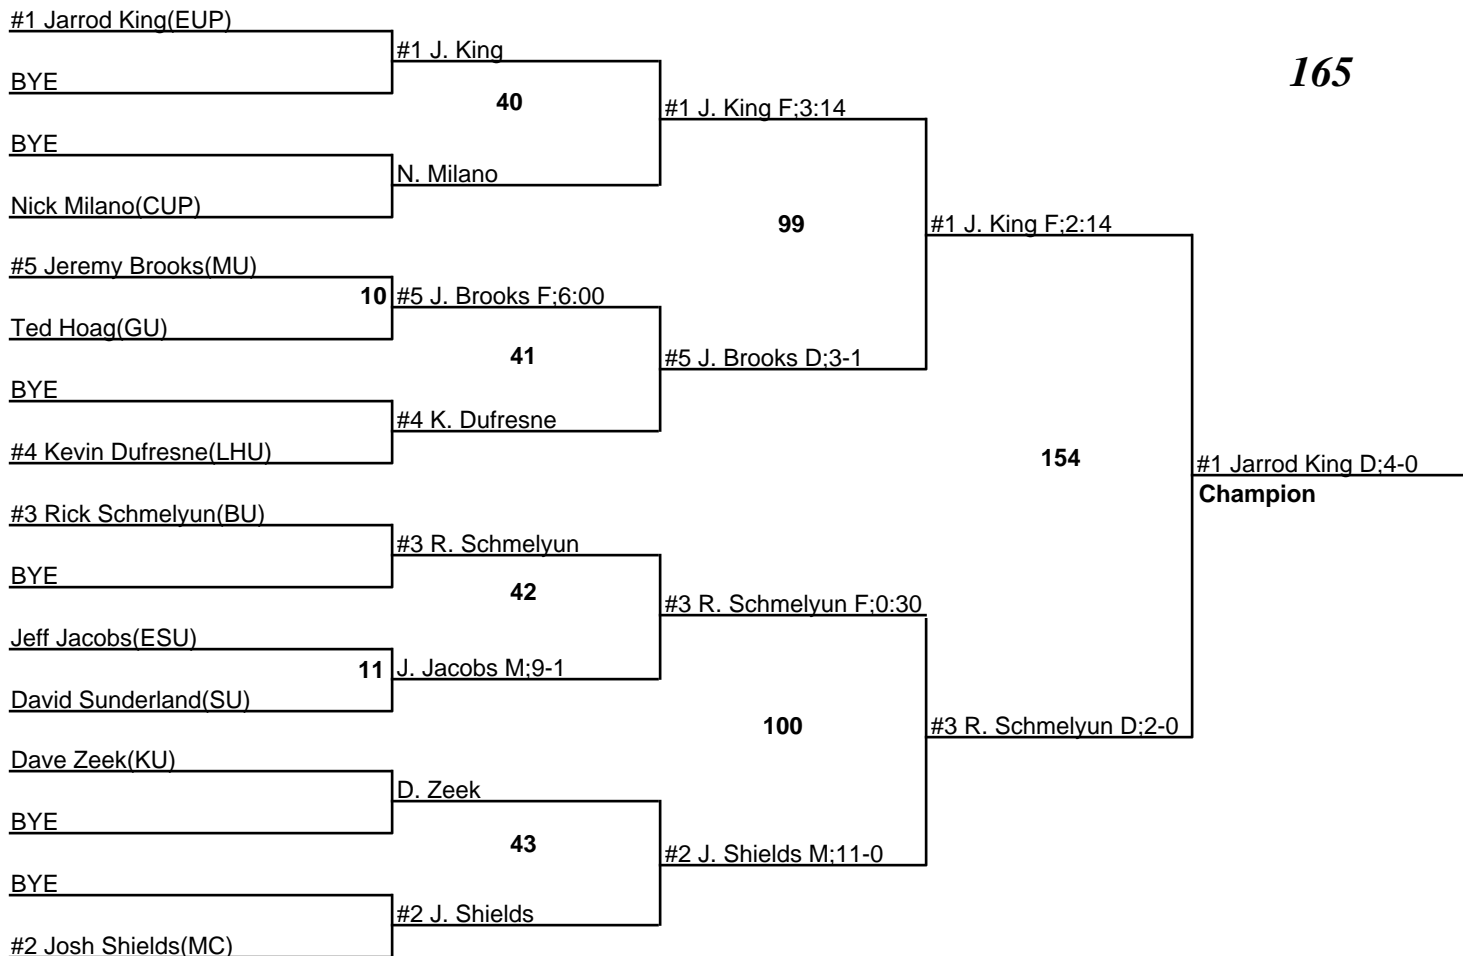 #1 Jarrod King(EUP)
BYE
BYE
Nick Milano(CUP)
#5 Jeremy Brooks(MU)
Ted Hoag(GU)
BYE
#4 Kevin Dufresne(LHU)
#3 Rick Schmelyun(BU)
BYE
Jeff Jacobs(ESU)
David Sunderland(SU)
Dave Zeek(KU)
BYE
BYE
#2 Josh Shields(MC)
10
11
#1 J. King
40
N. Milano
#5 J. Brooks F;6:00
41
#4 K. Dufresne
#3 R. Schmelyun
42
J. Jacobs M;9-1
D. Zeek
43
#2 J. Shields
#1 J. King F;3:14
99
#5 J. Brooks D;3-1
#3 R. Schmelyun F;0:30
100
#2 J. Shields M;11-0
#1 J. King F;2:14
154
#3 R. Schmelyun D;2-0
165
#1 Jarrod King D;4-0
Champion